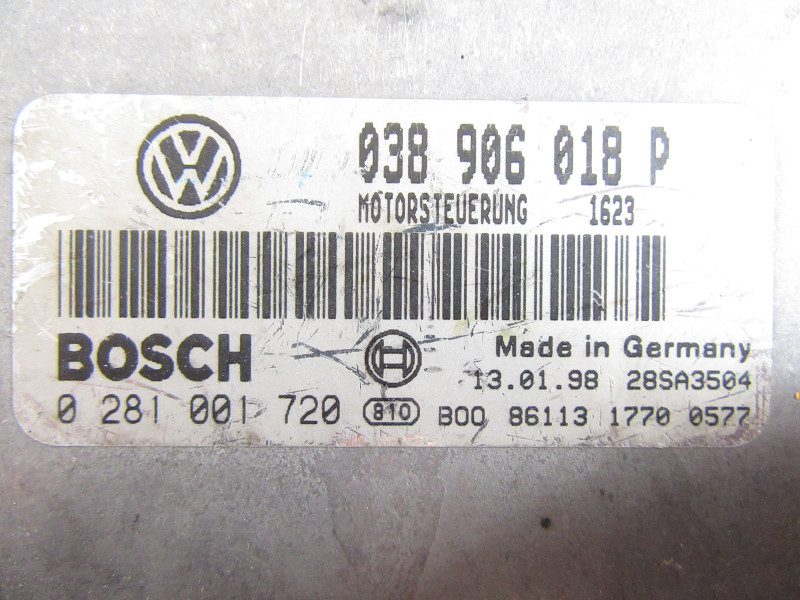 038 906 018 P
MOTORSTEUERUNG 1623
BOSCH
Made in Germany
13.01.98 28SA3504
0 281 001 720 810 B00 86113 1770 0577